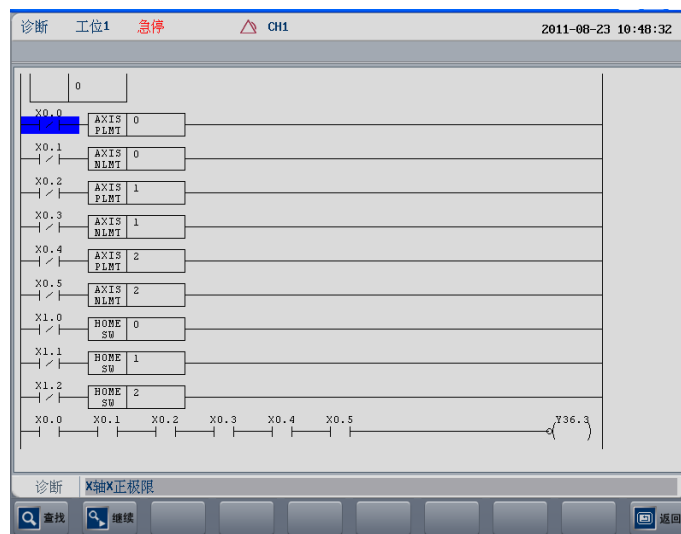 诊断 工位1 急停 CH1 2011-08-23 10:48:32
0
X0.0 AXIS PLMT 0
X0.1 AXIS NLMT 0
X0.2 AXIS PLMT 1
X0.3 AXIS NLMT 1
X0.4 AXIS PLMT 2
X0.5 AXIS NLMT 2
X1.0 HOME SW 0
X1.1 HOME SW 1
X1.2 HOME SW 2
X0.0 X0.1 X0.2 X0.3 X0.4 X0.5 Y36.3
诊断 X轴X正极限
查找 继续 返回